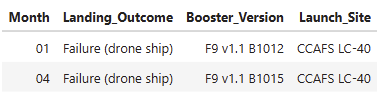 Month Landing_Outcome Booster_Version Launch_Site
01 Failure (drone ship) F9 v1.1 B1012 CCAFS LC-40
04 Failure (drone ship) F9 v1.1 B1015 CCAFS LC-40